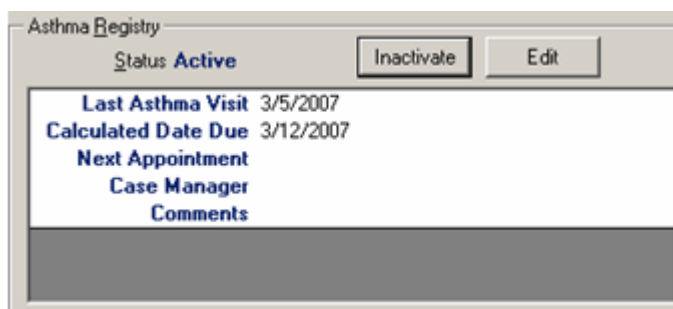 Asthma Registry
Status Active Inactivate Edit
Last Asthma Visit 3/5/2007
Calculated Date Due 3/12/2007
Next Appointment
Case Manager
Comments